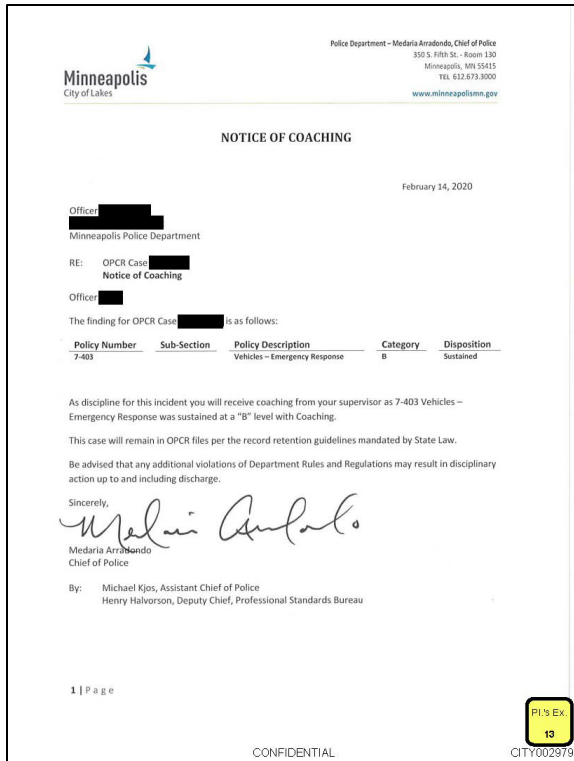 Minneapolis
City of Lakes
Police Department – Medaria Arradondo, Chief of Police
350 S. Fifth St. - Room 130
Minneapolis, MN 55415
TEL 612.673.3000
www.minneapolismn.gov
NOTICE OF COACHING
February 14, 2020
Officer
Minneapolis Police Department
RE: OPCR Case
Notice of Coaching
Officer
The finding for OPCR Case is as follows:
Policy Number Sub-Section Policy Description Category Disposition
7-403 Vehicles – Emergency Response B Sustained
As discipline for this incident you will receive coaching from your supervisor as 7-403 Vehicles –
Emergency Response was sustained at a “B” level with Coaching.
This case will remain in OPCR files per the record retention guidelines mandated by State Law.
Be advised that any additional violations of Department Rules and Regulations may result in disciplinary
action up to and including discharge.
Sincerely,
Medaria Arradondo
Medaria Arradondo
Chief of Police
By: Michael Kjos, Assistant Chief of Police
Henry Halvorson, Deputy Chief, Professional Standards Bureau
1 | Page
Pl.'s Ex.
13
CONFIDENTIAL
CITY002979